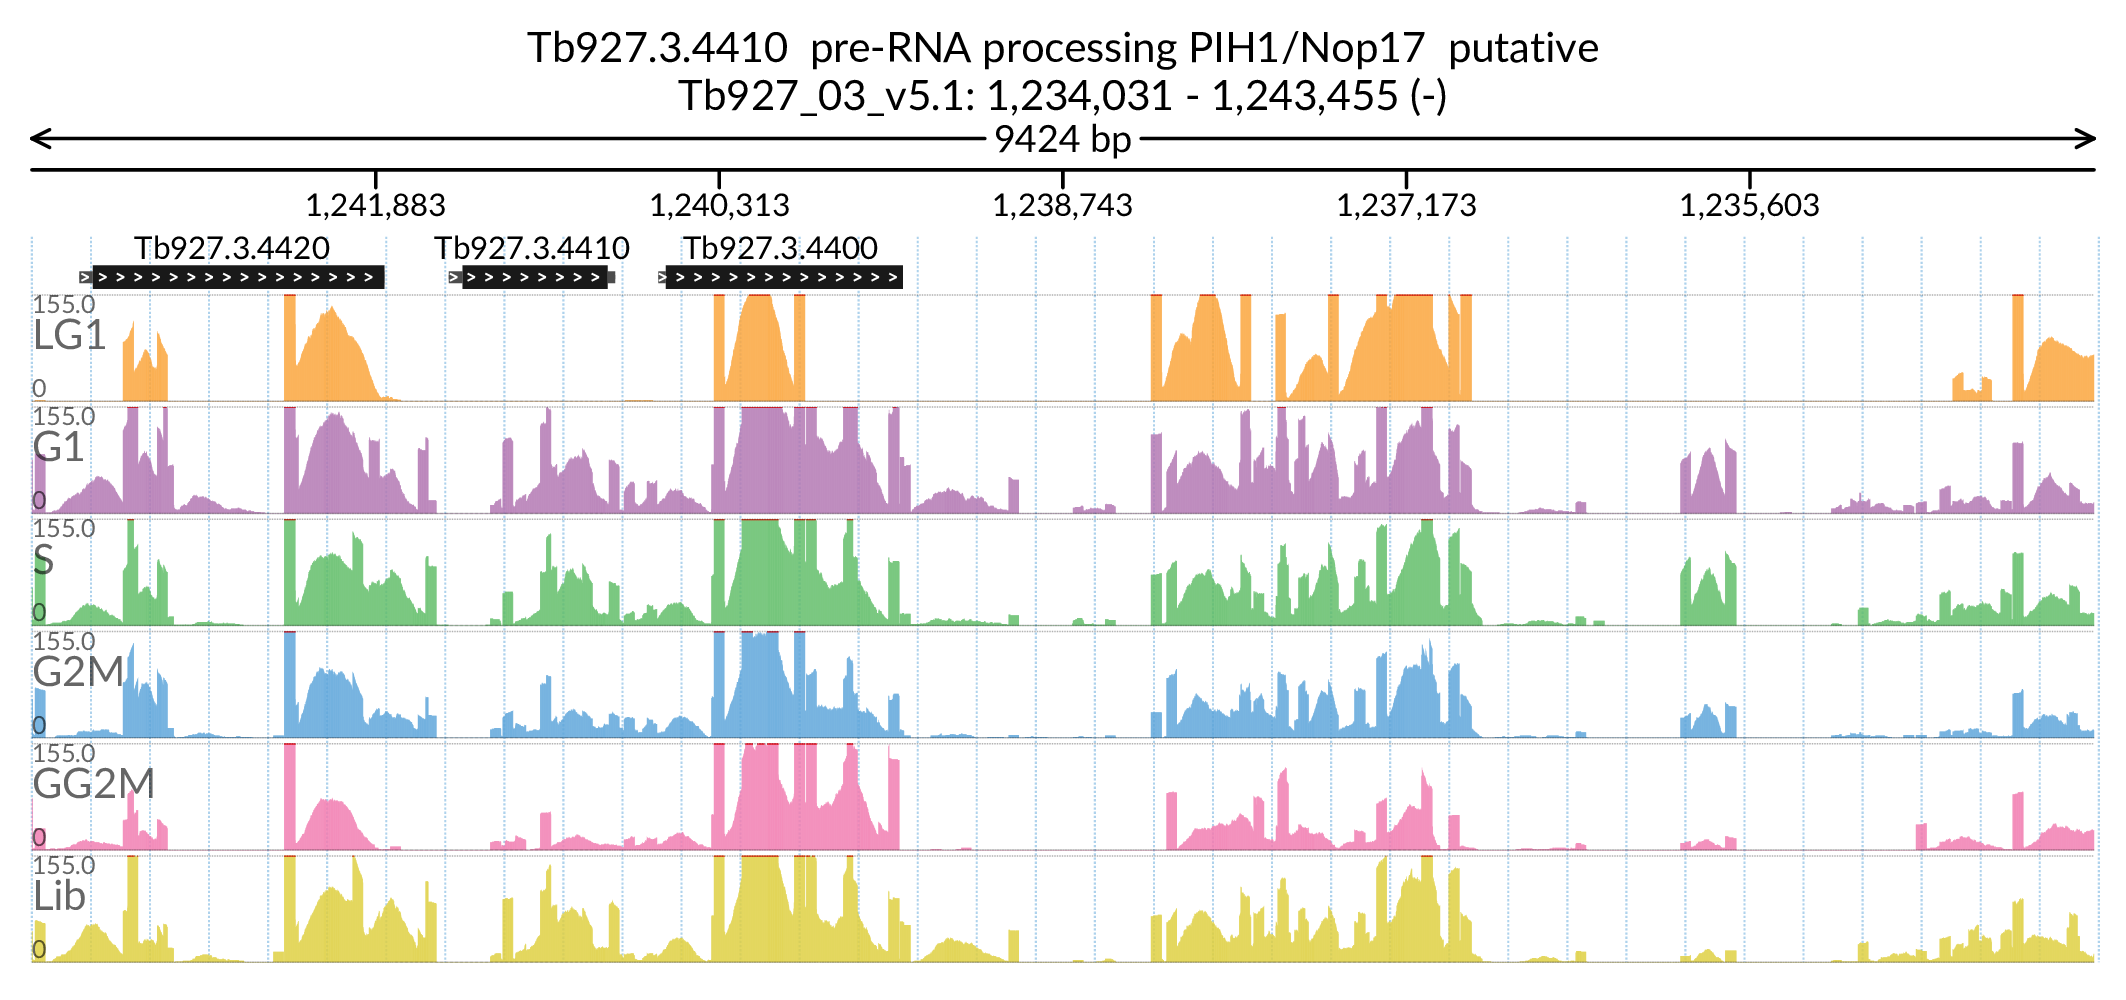 Tb927.3.4410  pre-RNA processing PIH1/Nop17  putative
Tb927_03_v5.1: 1,234,031 - 1,243,455 (-)
9424 bp
1,241,883 1,240,313 1,238,743 1,237,173 1,235,603
Tb927.3.4420 Tb927.3.4410 Tb927.3.4400
155.0
LG1
0
155.0
G1
0
155.0
S
0
155.0
G2M
0
155.0
GG2M
0
155.0
Lib
0